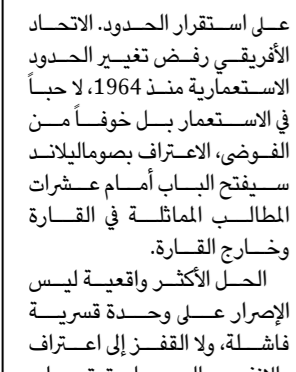 على استقرار الحدود. الاتحاد
الأفريقي رفض تغيير الحدود
الاستعمارية منذ 1964، لا حباً
في الاستعمار بل خوفاً من
الفوضى، الاعتراف بصوماليلاند
سيفتح الباب أمام عشرات
المطالب المماثلة في القارة
وخارج القارة.
الحل الأكثر واقعية ليس
الإصرار على وحدة قسرية
فاشلة، ولا القفز إلى اعتراف